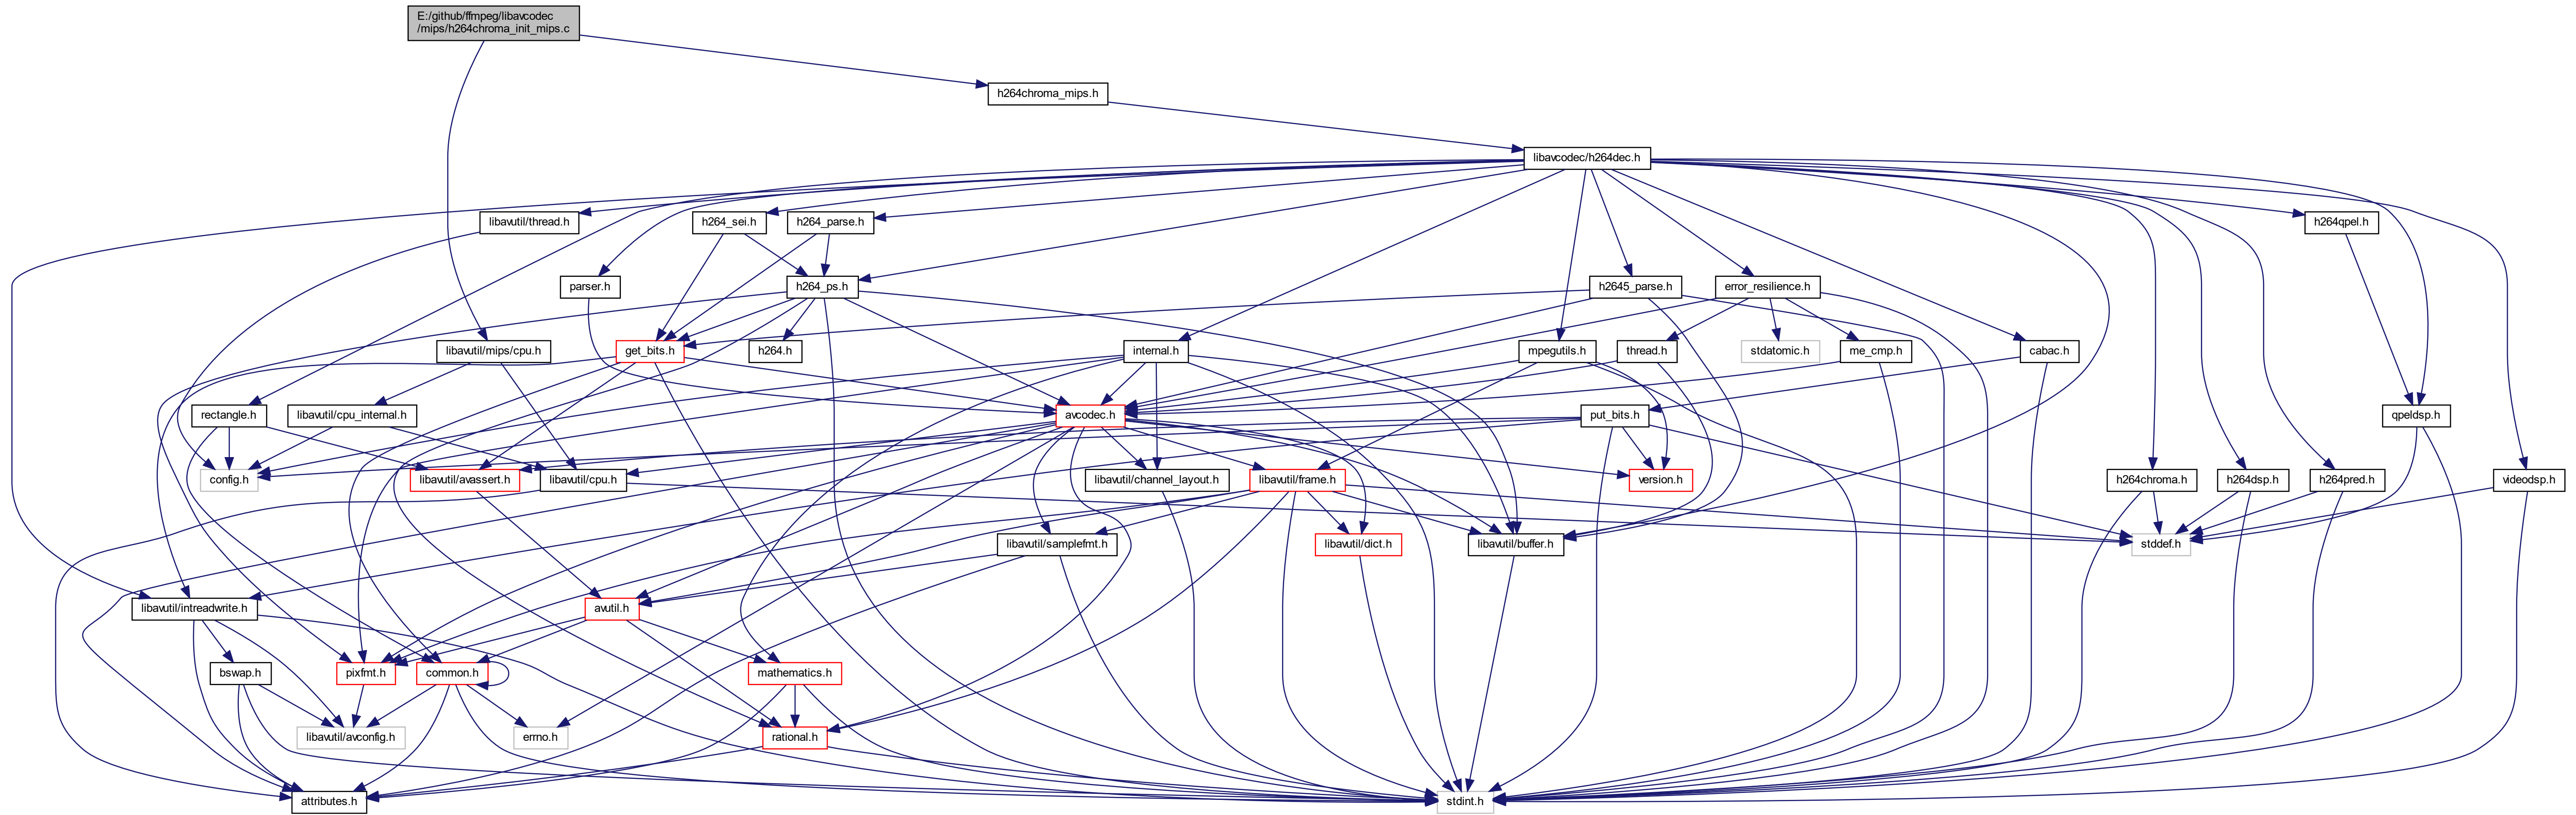 E:/github/ffmpeg/libavcodec
/mips/h264chroma_init_mips.c
h264chroma_mips.h
libavcodec/h264dec.h
libavutil/thread.h
h264_sei.h
h264_parse.h
h264qpel.h
parser.h
h264_ps.h
h2645_parse.h
error_resilience.h
libavutil/mips/cpu.h
get_bits.h
h264.h
internal.h
mpegutils.h
thread.h
stdatomic.h
me_cmp.h
cabac.h
rectangle.h
libavutil/cpu_internal.h
avcodec.h
put_bits.h
qpeldsp.h
config.h
libavutil/avassert.h
libavutil/cpu.h
libavutil/channel_layout.h
libavutil/frame.h
version.h
h264chroma.h
h264dsp.h
h264pred.h
videodsp.h
libavutil/samplefmt.h
libavutil/dict.h
libavutil/buffer.h
stddef.h
libavutil/intreadwrite.h
avutil.h
bswap.h
pixfmt.h
common.h
mathematics.h
libavutil/avconfig.h
errno.h
rational.h
attributes.h
stdint.h